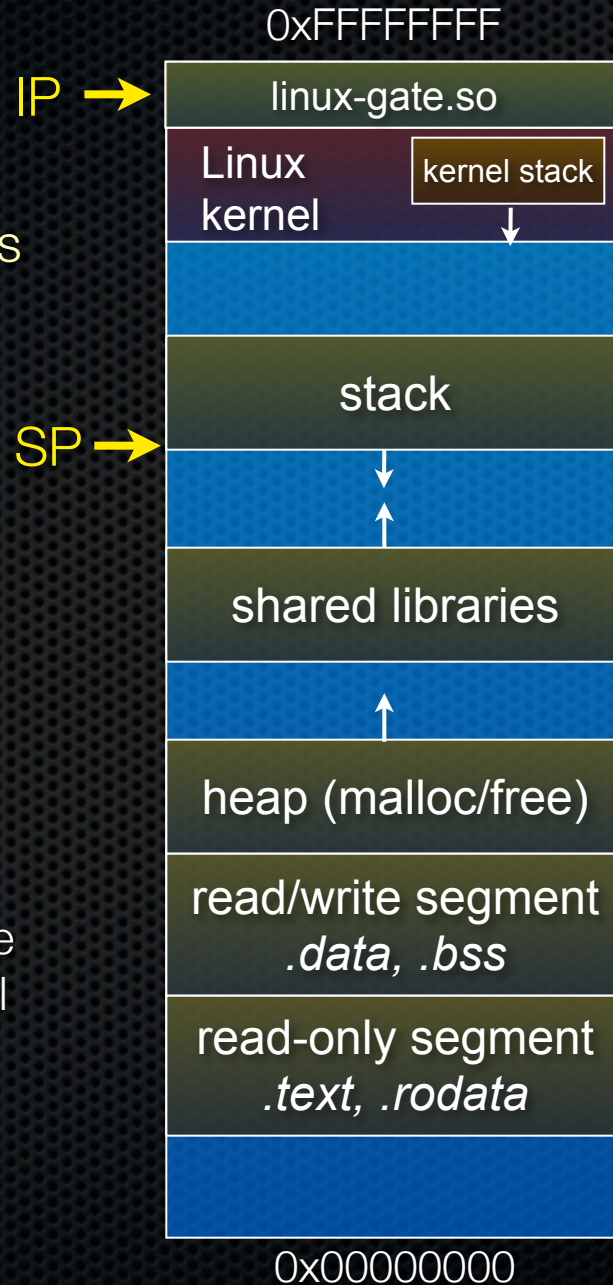 0xFFFFFFFF
IP
linux-gate.so
Linux
kernel
kernel stack
s
stack
SP
shared libraries
heap (malloc/free)
read/write segment
.data, .bss
e
l
read-only segment
.text, .rodata
0x00000000